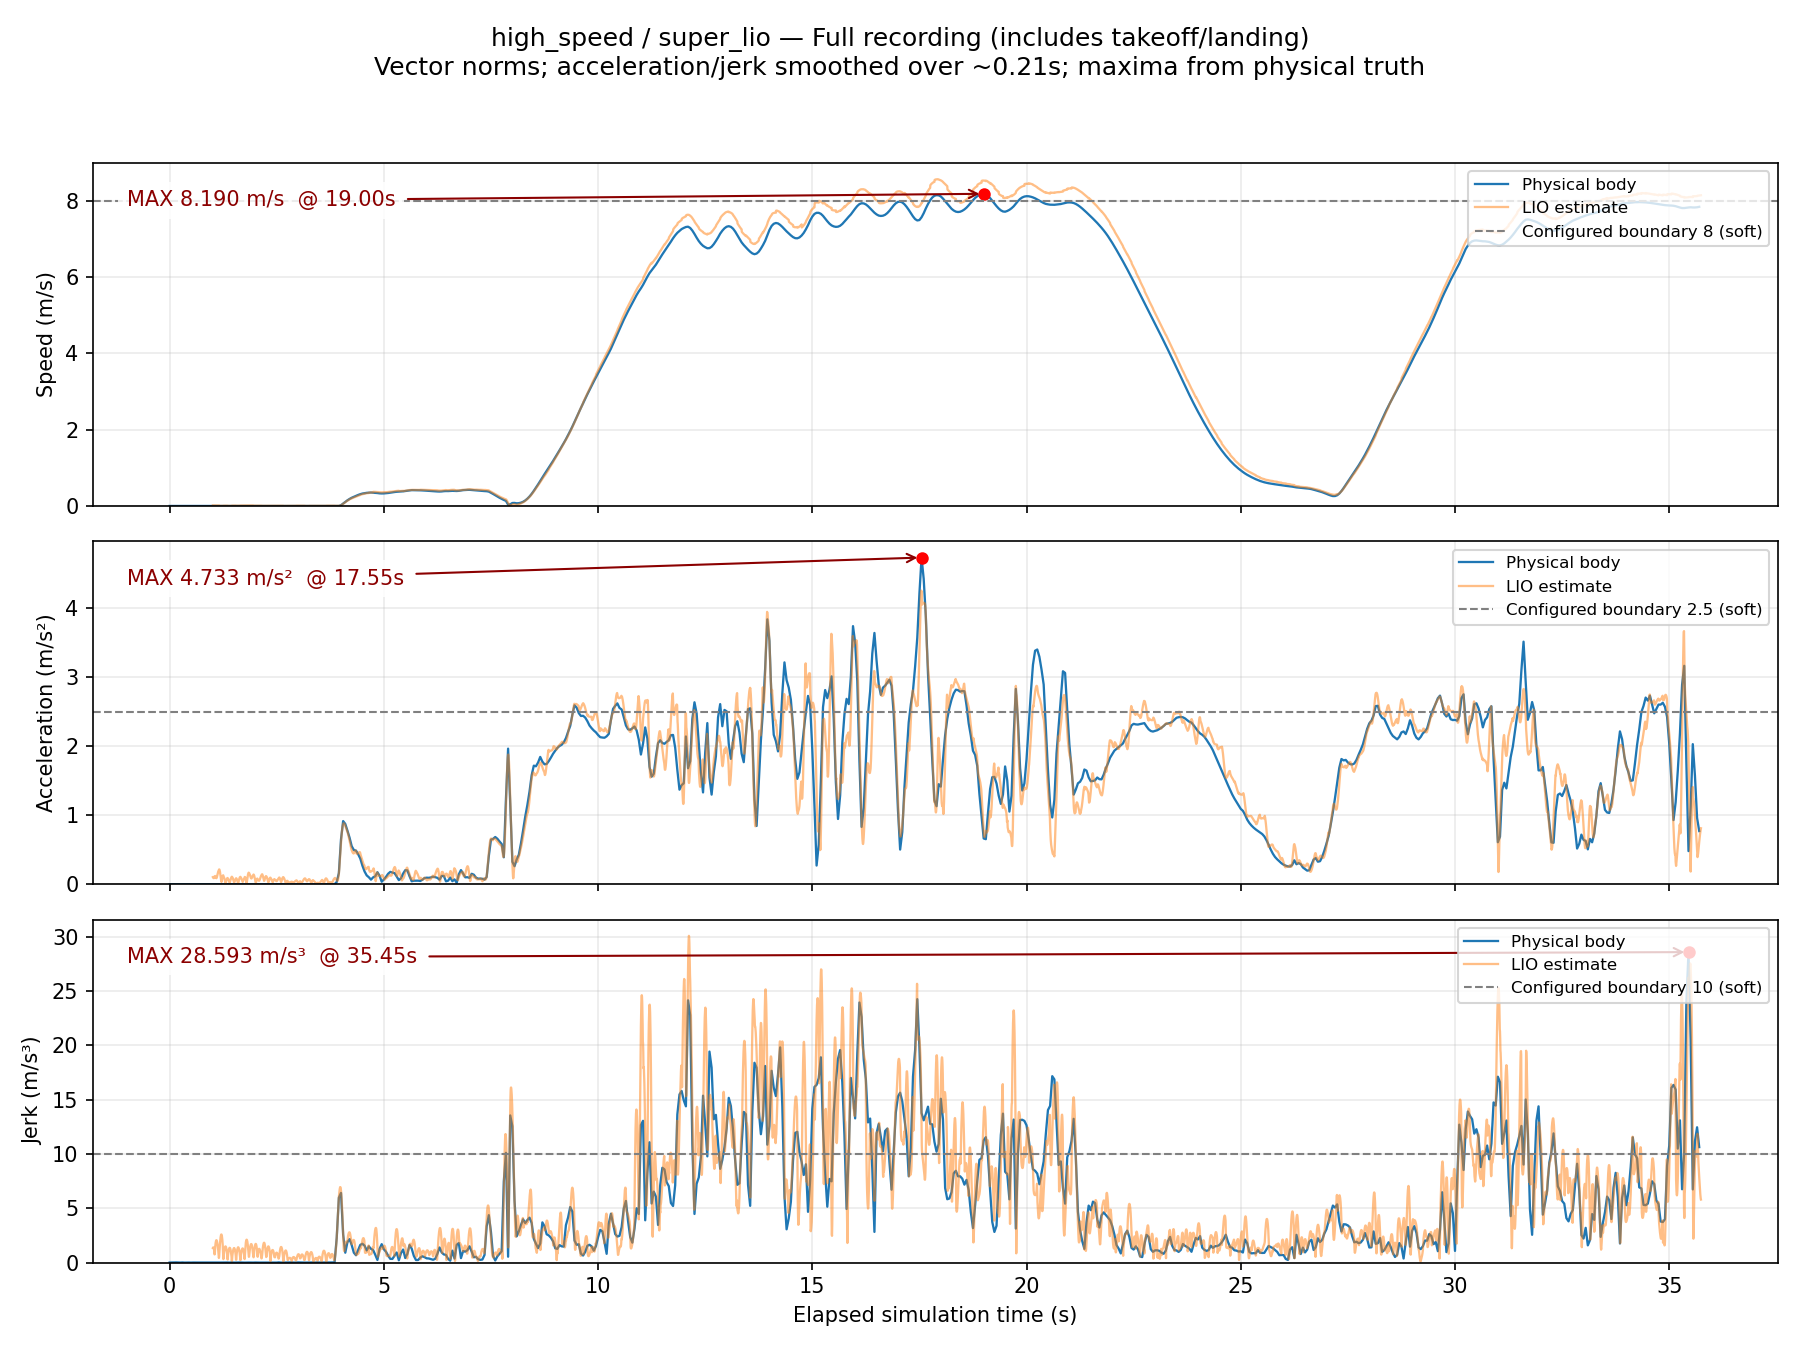 high_speed / super_lio — Full recording (includes takeoff/landing)
Vector norms; acceleration/jerk smoothed over ~0.21s; maxima from physical truth
MAX 8.190 m/s  @ 19.00s
Physical body
LIO estimate
Configured boundary 8 (soft)
Speed (m/s)
8
6
4
2
0
MAX 4.733 m/s²  @ 17.55s
Physical body
LIO estimate
Configured boundary 2.5 (soft)
Acceleration (m/s²)
4
3
2
1
0
MAX 28.593 m/s³  @ 35.45s
Physical body
LIO estimate
Configured boundary 10 (soft)
Jerk (m/s³)
30
25
20
15
10
5
0
0 5 10 15 20 25 30 35
Elapsed simulation time (s)